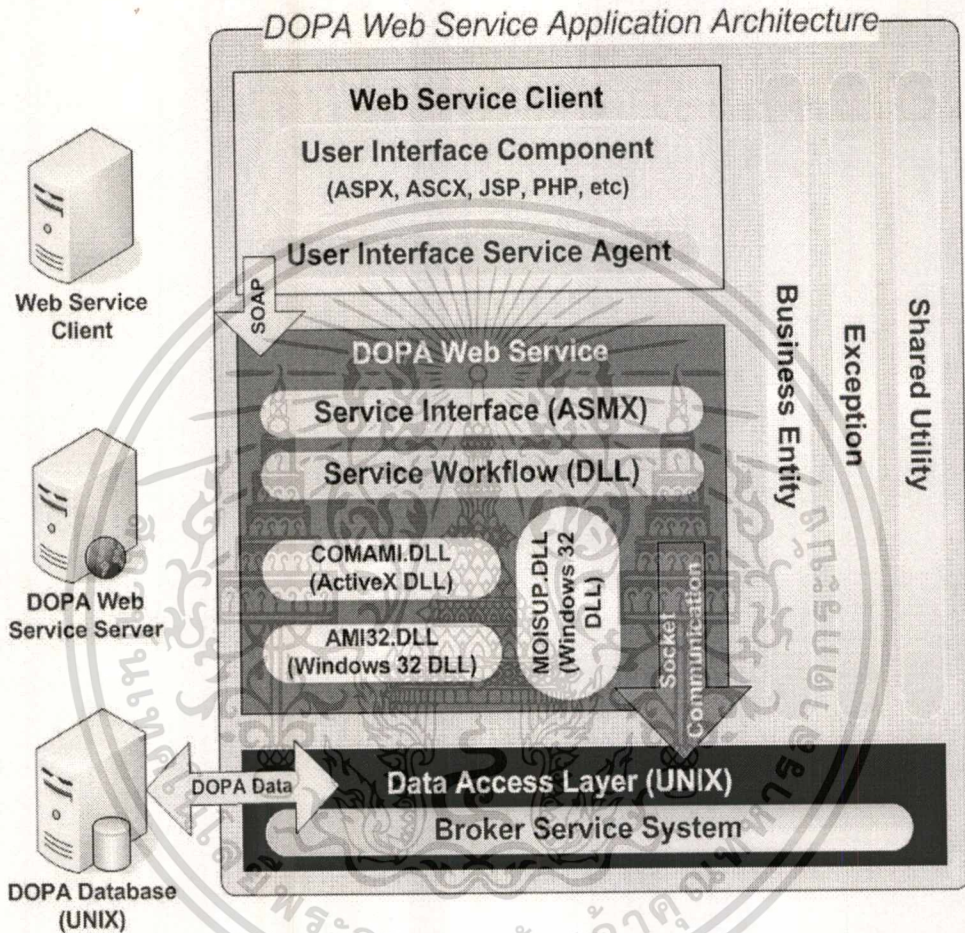 DOPA Web Service Application Architecture
Web Service Client
User Interface Component
(ASPX, ASCX, JSP, PHP, etc)
User Interface Service Agent
Web Service
Client
SOAP
DOPA Web Service
Service Interface (ASMX)
Service Workflow (DLL)
COMAMI.DLL
(ActiveX DLL)
AMI32.DLL
(Windows 32 DLL)
MOISUP.DLL
(Windows 32
DLL)
Socket
Communication
Business Entity
Exception
Shared Utility
DOPA Web
Service Server
DOPA Data
Data Access Layer (UNIX)
Broker Service System
DOPA Database
(UNIX)